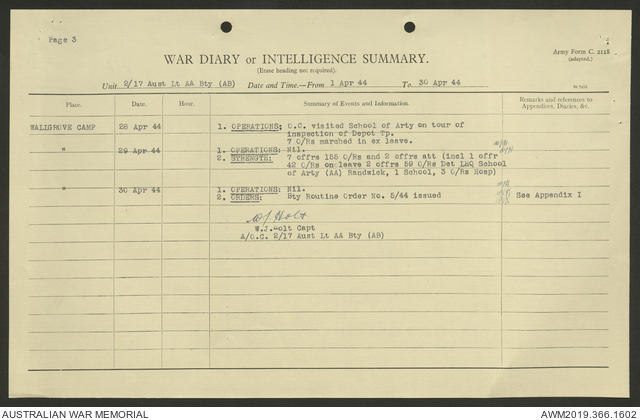 Page 3
WAR DIARY or INTELLIGENCE SUMMARY.
(Erase heading not required).
Army Form C. 2118
(adapted.)
Unit 2/17 Aust Lt AA Bty (AB) Date and Time.—From 1 Apr 44 To 30 Apr 44
Place. Date. Hour. Summary of Events and Information. Remarks and references to
Appendices, Diaries, &c.
WALLGROVE CAMP 28 Apr 44 1. OPERATIONS: O.C. visited School of Arty on tour of
inspection of Depot Tp.
7 O/Rs marched in ex leave.
" 29 Apr 44 1. OPERATIONS: Nil.
2. STRENGTH: 7 offrs 155 O/Rs and 2 offrs att (incl 1 offr
42 O/Rs on leave 2 offrs 59 O/Rs Det LHQ School
of Arty (AA) Randwick, 1 School, 3 O/Rs Hosp)
" 30 Apr 44 1. OPERATIONS: Nil.
2. ORDERS: Bty Routine Order No. 5/44 issued See Appendix I
WJ Holt
W.J.Holt Capt
A/O.C. 2/17 Aust Lt AA Bty (AB)
AUSTRALIAN WAR MEMORIAL AWM2019.366.1602